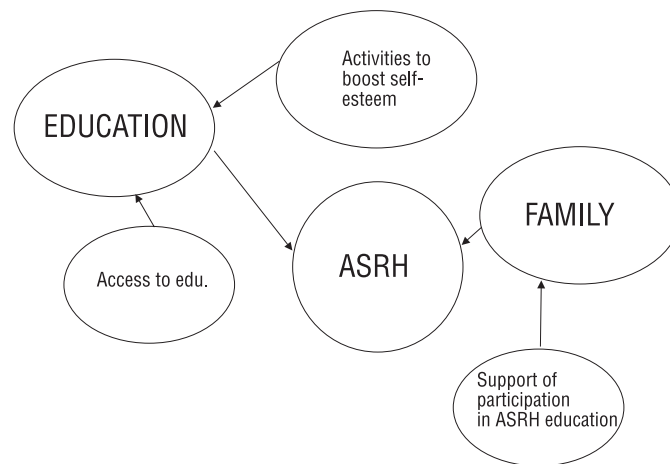 Activities to
boost self-
esteem
EDUCATION
FAMILY
ASRH
Access to edu.
Support of
participation
in ASRH education